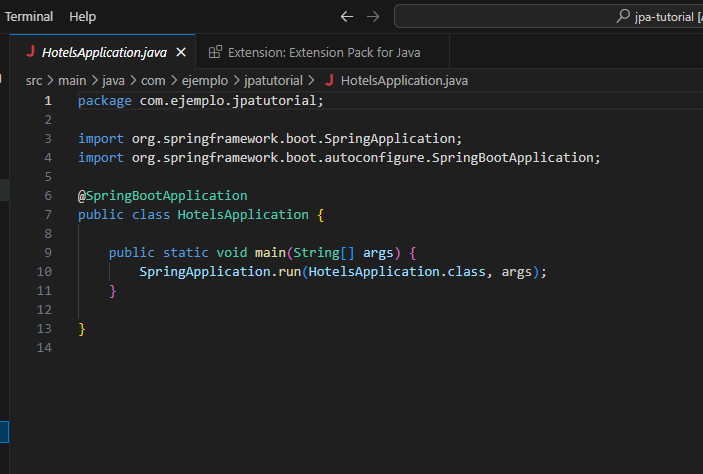 Terminal Help
jpa-tutorial [
HotelsApplication.java
Extension: Extension Pack for Java
src > main > java > com > ejemplo > jpatutorial > HotelsApplication.java
1 package com.ejemplo.jpatutorial;
2
3 import org.springframework.boot.SpringApplication;
4 import org.springframework.boot.autoconfigure.SpringBootApplication;
5
6 @SpringBootApplication
7 public class HotelsApplication {
8
9     public static void main(String[] args) {
10         SpringApplication.run(HotelsApplication.class, args);
11     }
12
13 }
14